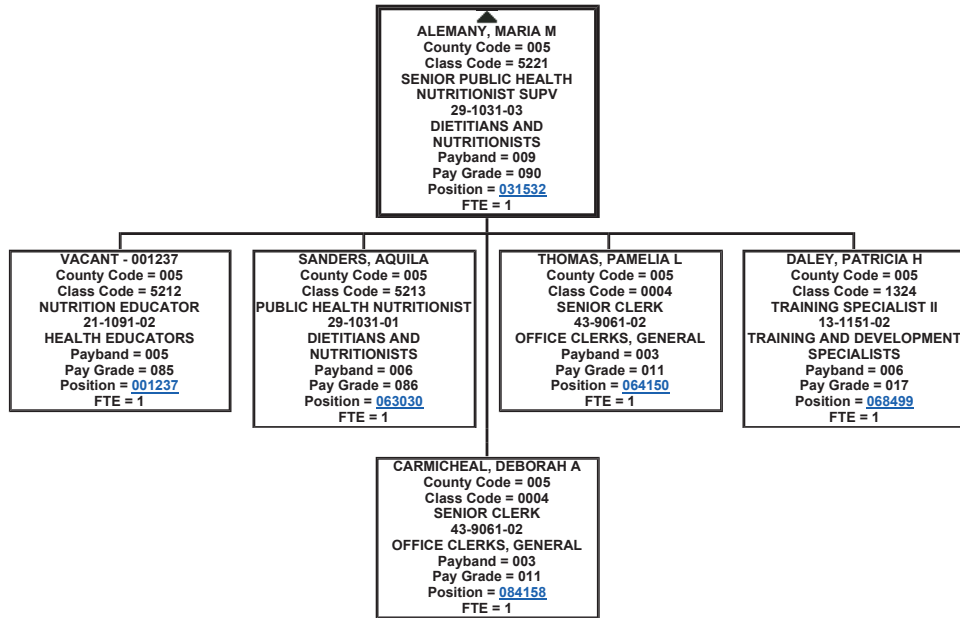 ALEMANY, MARIA M
County Code = 005
Class Code = 5221
SENIOR PUBLIC HEALTH
NUTRITIONIST SUPV
29-1031-03
DIETITIANS AND
NUTRITIONISTS
Payband = 009
Pay Grade = 090
Position = 031532
FTE = 1
VACANT - 001237
County Code = 005
Class Code = 5212
NUTRITION EDUCATOR
21-1091-02
HEALTH EDUCATORS
Payband = 005
Pay Grade = 085
Position = 001237
FTE = 1
SANDERS, AQUILA
County Code = 005
Class Code = 5213
PUBLIC HEALTH NUTRITIONIST
29-1031-01
DIETITIANS AND
NUTRITIONISTS
Payband = 006
Pay Grade = 086
Position = 063030
FTE = 1
THOMAS, PAMELIA L
County Code = 005
Class Code = 0004
SENIOR CLERK
43-9061-02
OFFICE CLERKS, GENERAL
Payband = 003
Pay Grade = 011
Position = 064150
FTE = 1
DALEY, PATRICIA H
County Code = 005
Class Code = 1324
TRAINING SPECIALIST II
13-1151-02
TRAINING AND DEVELOPMENT
SPECIALISTS
Payband = 006
Pay Grade = 017
Position = 068499
FTE = 1
CARMICHEAL, DEBORAH A
County Code = 005
Class Code = 0004
SENIOR CLERK
43-9061-02
OFFICE CLERKS, GENERAL
Payband = 003
Pay Grade = 011
Position = 084158
FTE = 1